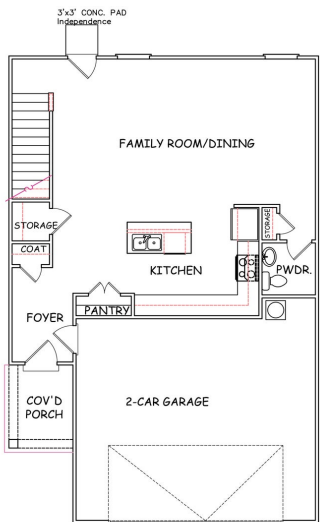 3'x3' CONC. PAD
Independence
FAMILY ROOM/DINING
STORAGE
STORAGE
COAT
KITCHEN
PWDR.
PANTRY
FOYER
COV'D
PORCH
2-CAR GARAGE